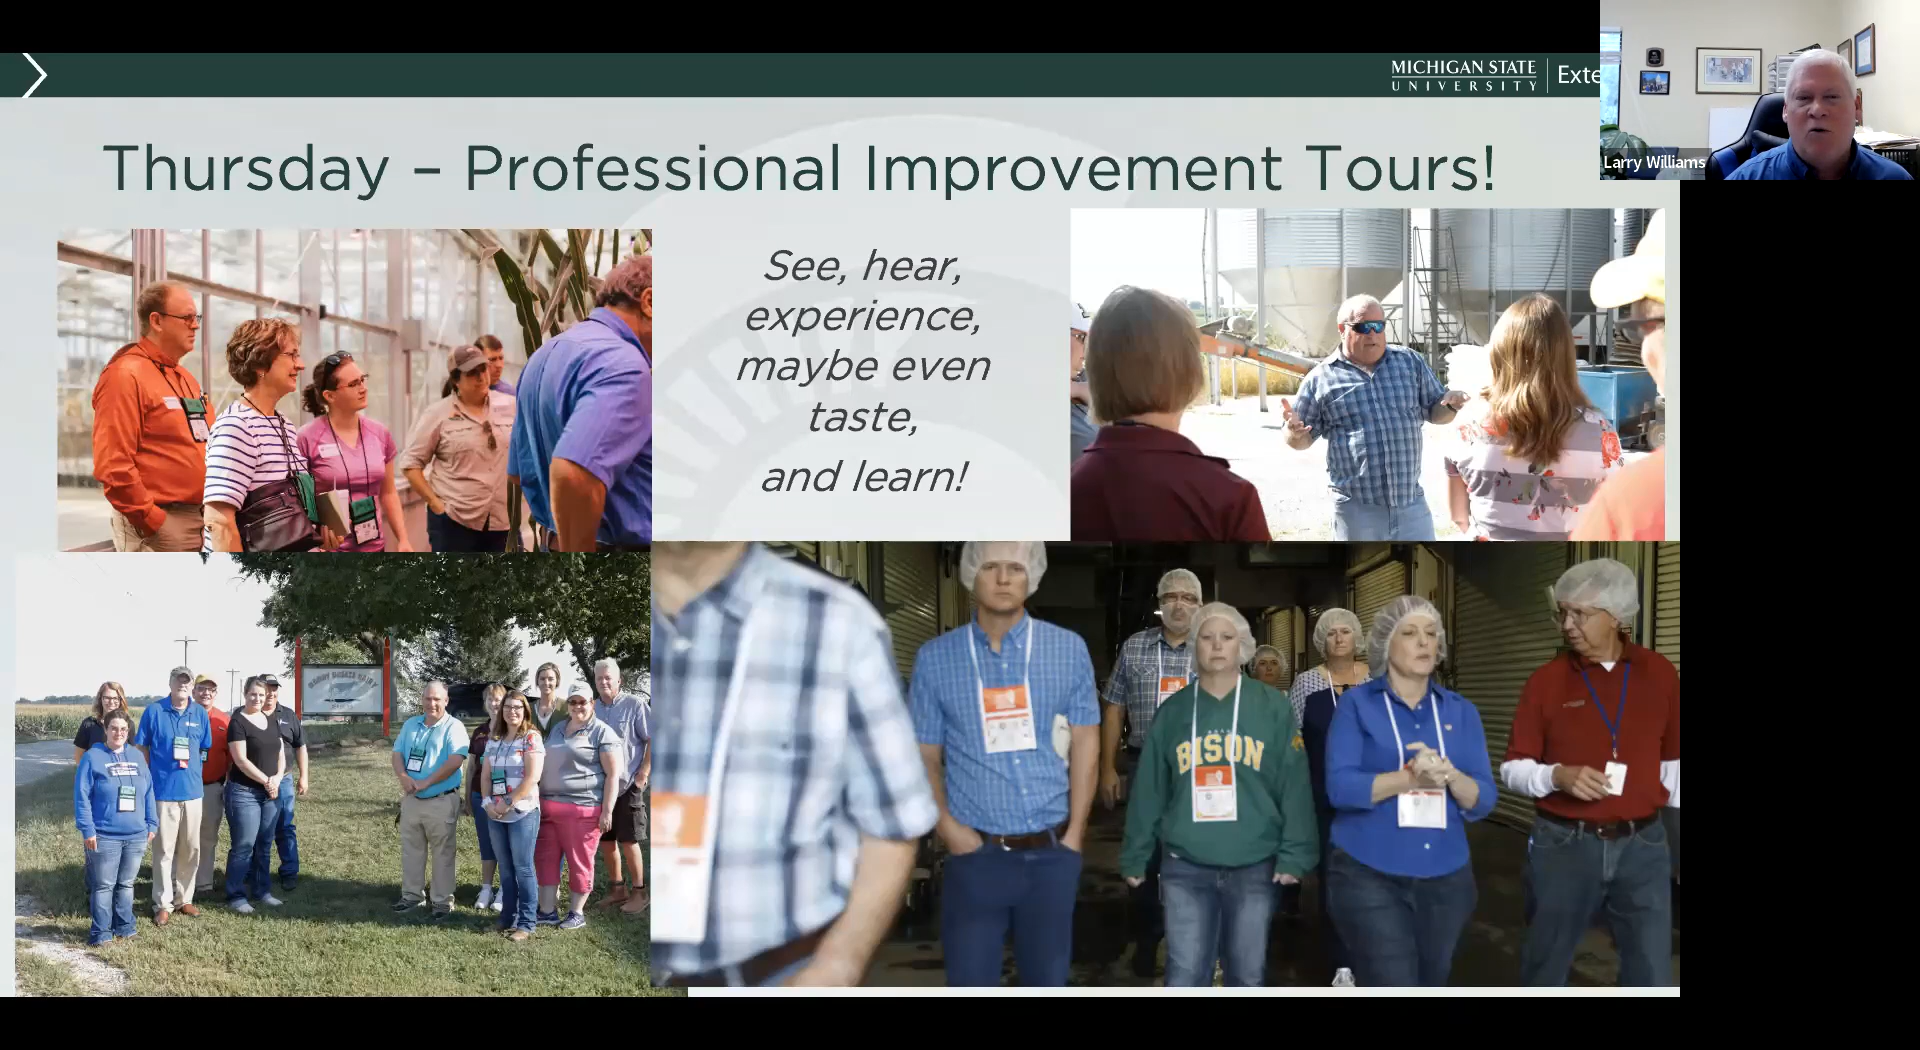 MICHIGAN STATE
UNIVERSITY
Exte
Larry Williams
Thursday – Professional Improvement Tours!
See, hear,
experience,
maybe even
taste,
and learn!
BISON